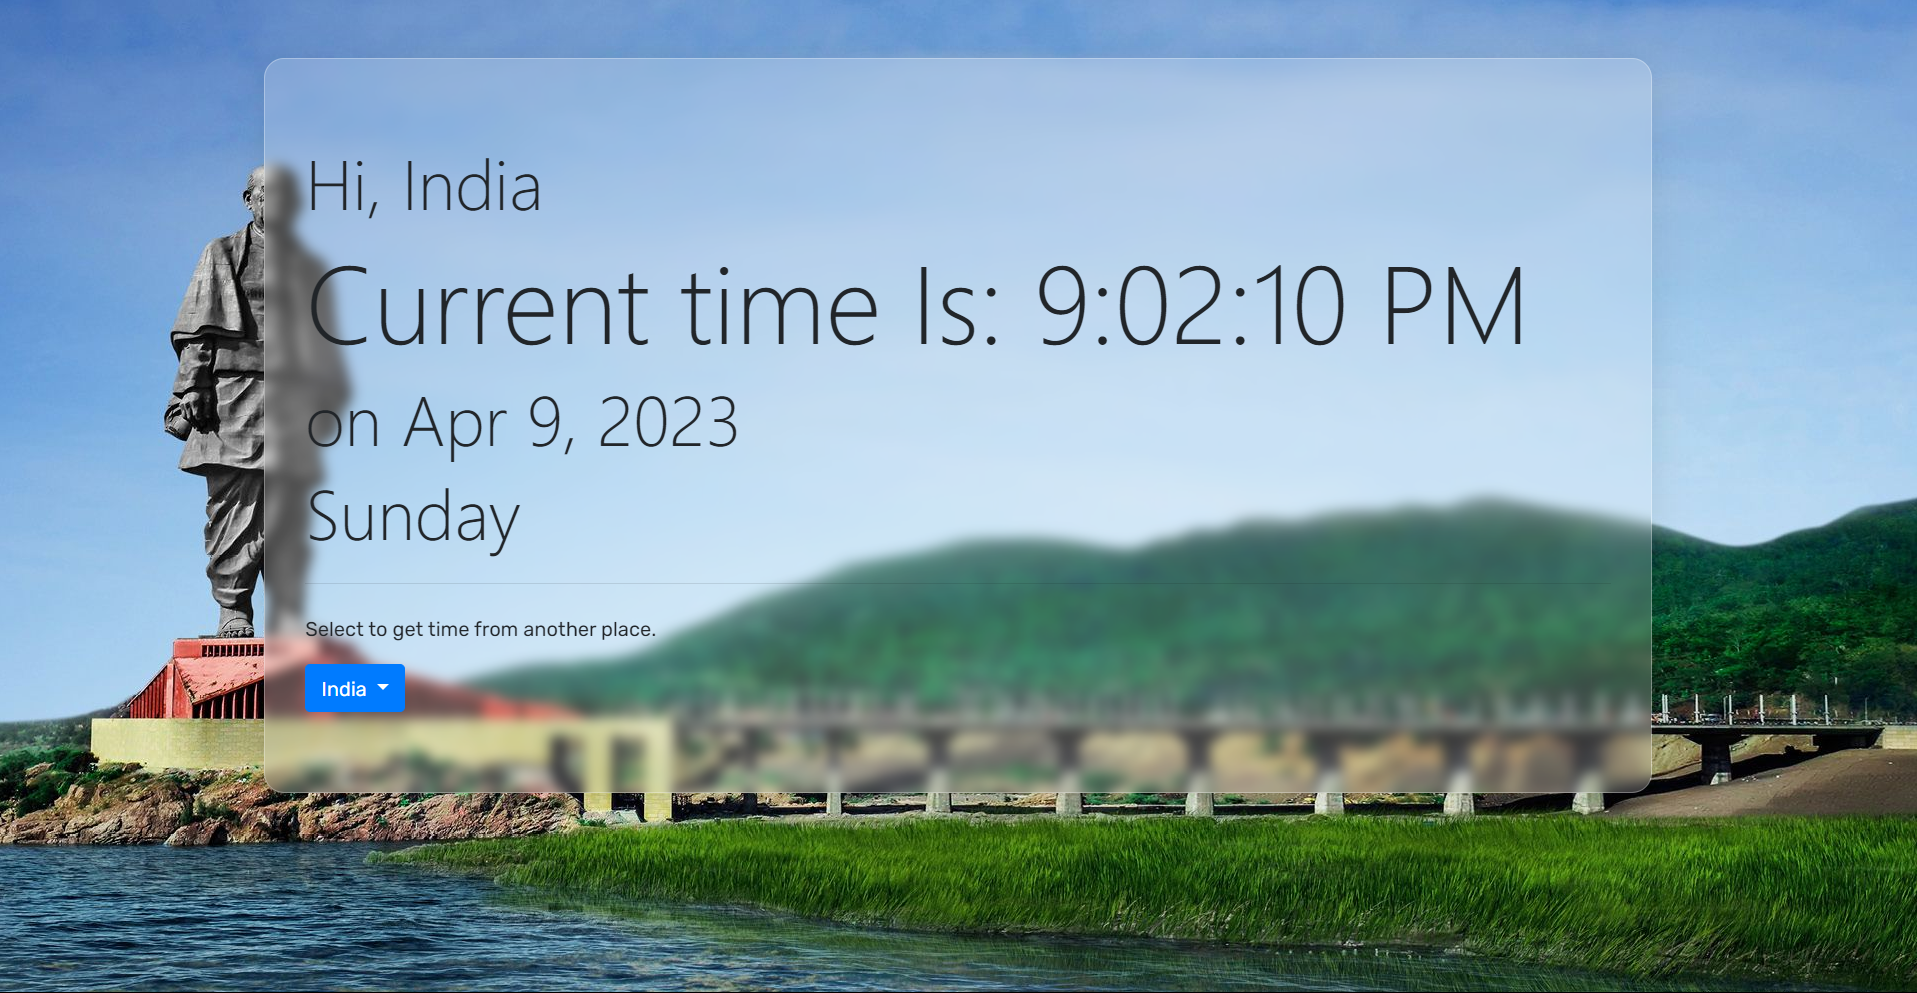 Hi, India
Current time Is: 9:02:10 PM
on Apr 9, 2023
Sunday
Select to get time from another place.
India